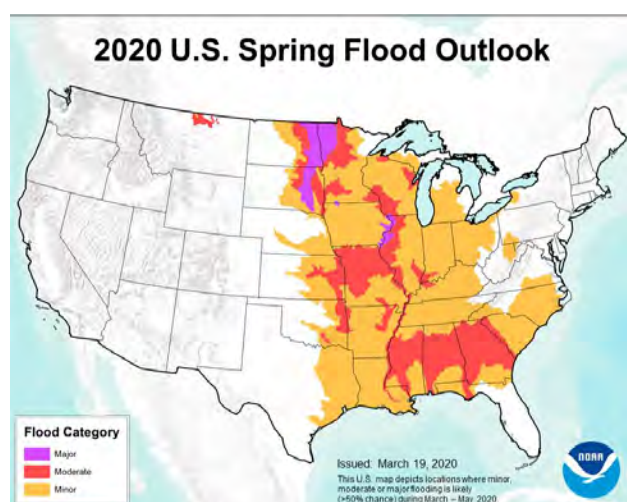 2020 U.S. Spring Flood Outlook
Flood Category
Major
Moderate
Minor
Issued: March 19, 2020
This U.S. map depicts locations where minor,
moderate or major flooding is likely
(>50% chance) during March – May, 2020
NOAA